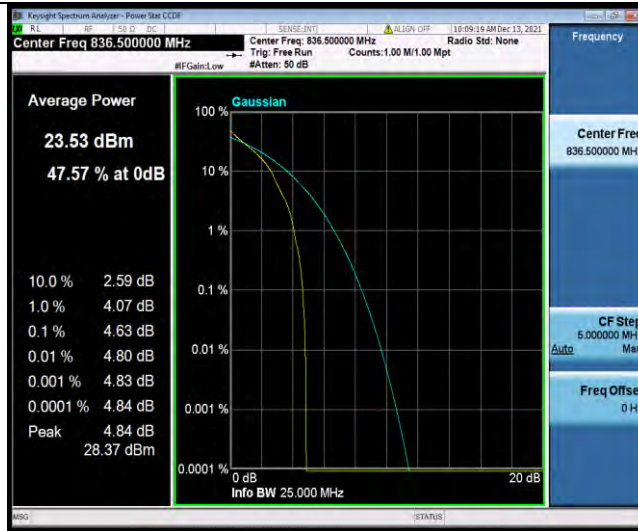 Keysight Spectrum Analyzer - Power Stat CCDF
RL RF 50 Ω DC SENSE:INT ALIGN OFF 10:09:19 AM Dec 13, 2021
Center Freq 836.500000 MHz
Center Freq: 836.500000 MHz Radio Std: None
Trig: Free Run Counts:1.00 M/1.00 Mpt
#IFGain:Low #Atten: 50 dB
Frequency
Average Power
23.53 dBm
47.57 % at 0dB
10.0 % 2.59 dB
1.0 % 4.07 dB
0.1 % 4.63 dB
0.01 % 4.80 dB
0.001 % 4.83 dB
0.0001 % 4.84 dB
Peak 4.84 dB
28.37 dBm
Gaussian
100 %
10 %
1 %
0.1 %
0.01 %
0.001 %
0.0001 %
0 dB 20 dB
Info BW 25.000 MHz
Center Fre
836.500000 MH
CF Step
5.000000 MH
Auto Ma
Freq Offse
0 H
MSG STATUS